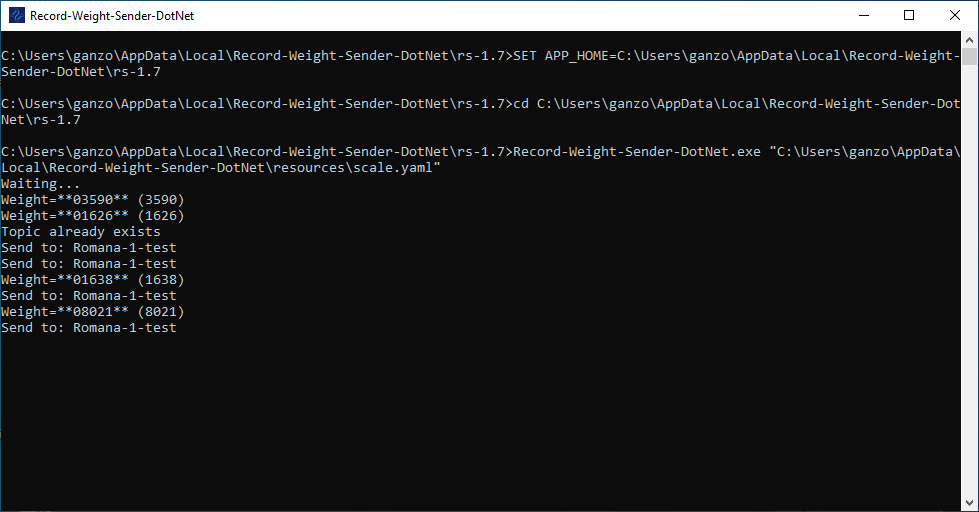 Record-Weight-Sender-DotNet
C:\Users\ganzo\AppData\Local\Record-Weight-Sender-DotNet\rs-1.7>SET APP_HOME=C:\Users\ganzo\AppData\Local\Record-Weight-
Sender-DotNet\rs-1.7
C:\Users\ganzo\AppData\Local\Record-Weight-Sender-DotNet\rs-1.7>cd C:\Users\ganzo\AppData\Local\Record-Weight-Sender-Dot
Net\rs-1.7
C:\Users\ganzo\AppData\Local\Record-Weight-Sender-DotNet\rs-1.7>Record-Weight-Sender-DotNet.exe "C:\Users\ganzo\AppData\
Local\Record-Weight-Sender-DotNet\resources\scale.yaml"
Waiting...
Weight=**03590** (3590)
Weight=**01626** (1626)
Topic already exists
Send to: Romana-1-test
Send to: Romana-1-test
Weight=**01638** (1638)
Send to: Romana-1-test
Weight=**08021** (8021)
Send to: Romana-1-test